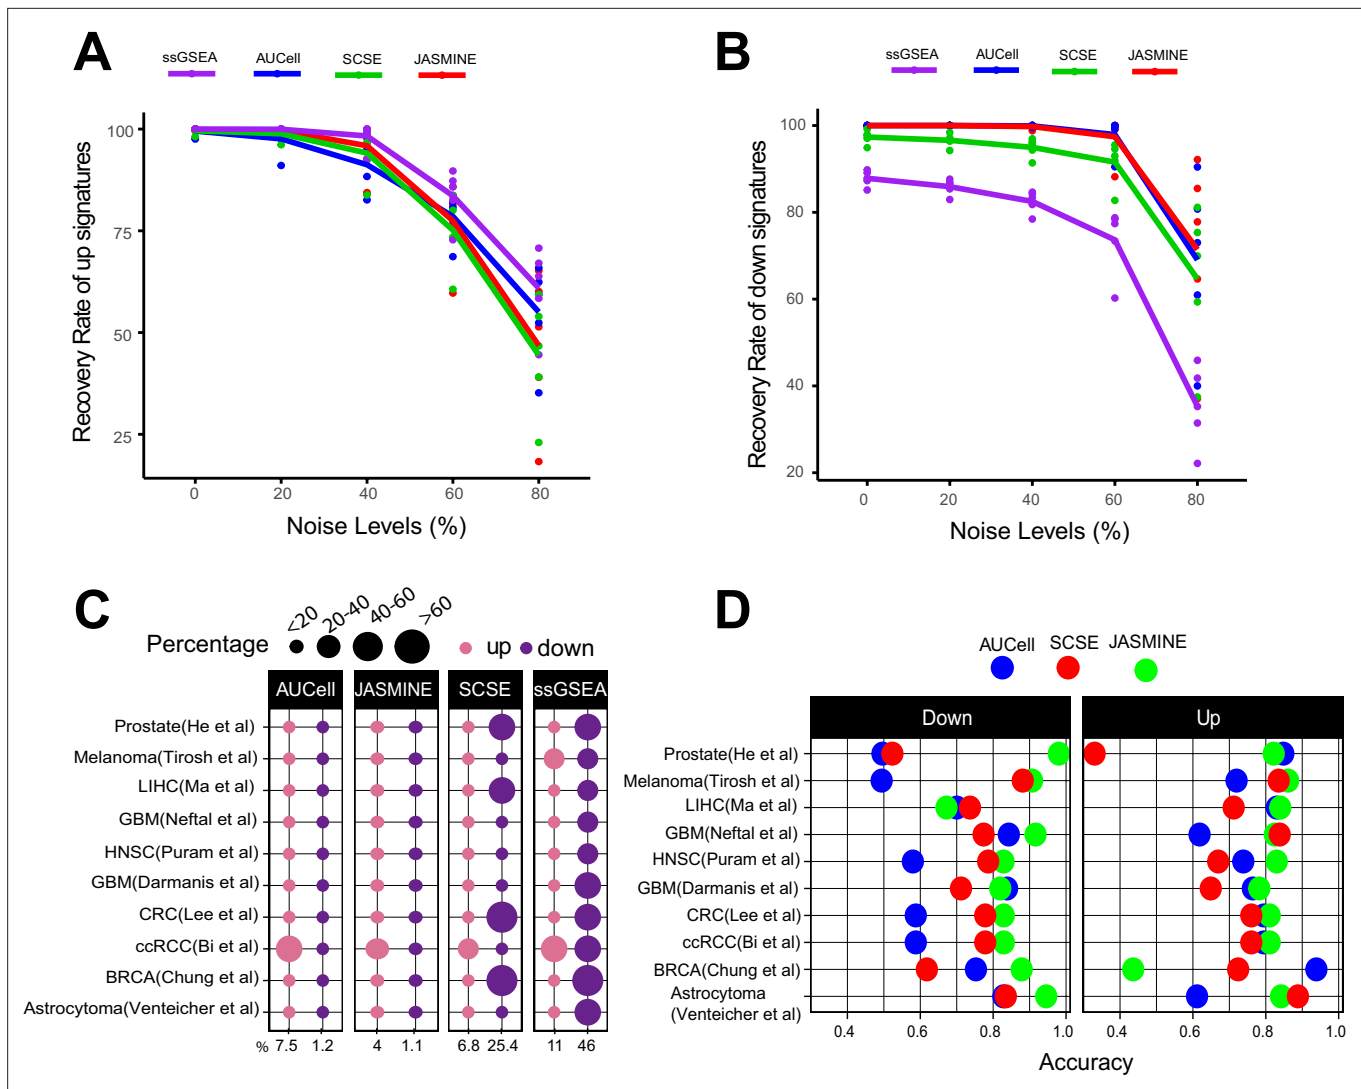 A
ssGSEA AUCell SCSE JASMINE
Recovery Rate of up signatures
100
75
50
25
0 20 40 60 80
Noise Levels (%)
B
ssGSEA AUCell SCSE JASMINE
Recovery Rate of down signatures
100
80
60
40
20
0 20 40 60 80
Noise Levels (%)
C
Percentage <20 20-40 40-60 >60 up down
AUCell JASMINE SCSE ssGSEA
Prostate(He et al)
Melanoma(Tirosh et al)
LIHC(Ma et al)
GBM(Neftal et al)
HNSC(Puram et al)
GBM(Darmanis et al)
CRC(Lee et al)
ccRCC(Bi et al)
BRCA(Chung et al)
Astrocytoma(Venteicher et al)
% 7.5 1.2 4 1.1 6.8 25.4 11 46
D
AUCell SCSE JASMINE
Down Up
Prostate(He et al)
Melanoma(Tirosh et al)
LIHC(Ma et al)
GBM(Neftal et al)
HNSC(Puram et al)
GBM(Darmanis et al)
CRC(Lee et al)
ccRCC(Bi et al)
BRCA(Chung et al)
Astrocytoma
(Venteicher et al)
0.4 0.6 0.8 1.0 0.4 0.6 0.8 1.0
Accuracy